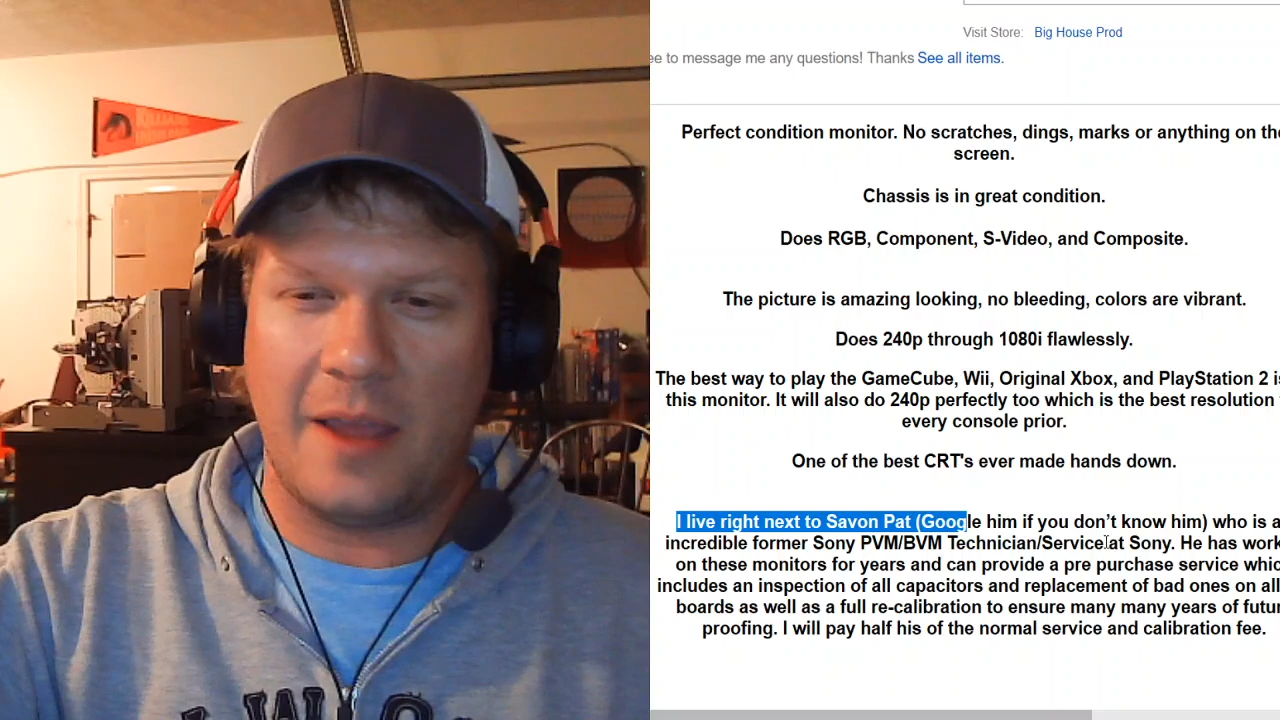 Visit Store: Big House Prod
ee to message me any questions! Thanks See all items.
Perfect condition monitor. No scratches, dings, marks or anything on the
screen.
Chassis is in great condition.
Does RGB, Component, S-Video, and Composite.
The picture is amazing looking, no bleeding, colors are vibrant.
Does 240p through 1080i flawlessly.
The best way to play the GameCube, Wii, Original Xbox, and PlayStation 2 is
this monitor. It will also do 240p perfectly too which is the best resolution
every console prior.
One of the best CRT's ever made hands down.
I live right next to Savon Pat (Google him if you don't know him) who is a
incredible former Sony PVM/BVM Technician/Service at Sony. He has work
on these monitors for years and can provide a pre purchase service whic
includes an inspection of all capacitors and replacement of bad ones on all
boards as well as a full re-calibration to ensure many many years of futur
proofing. I will pay half his of the normal service and calibration fee.